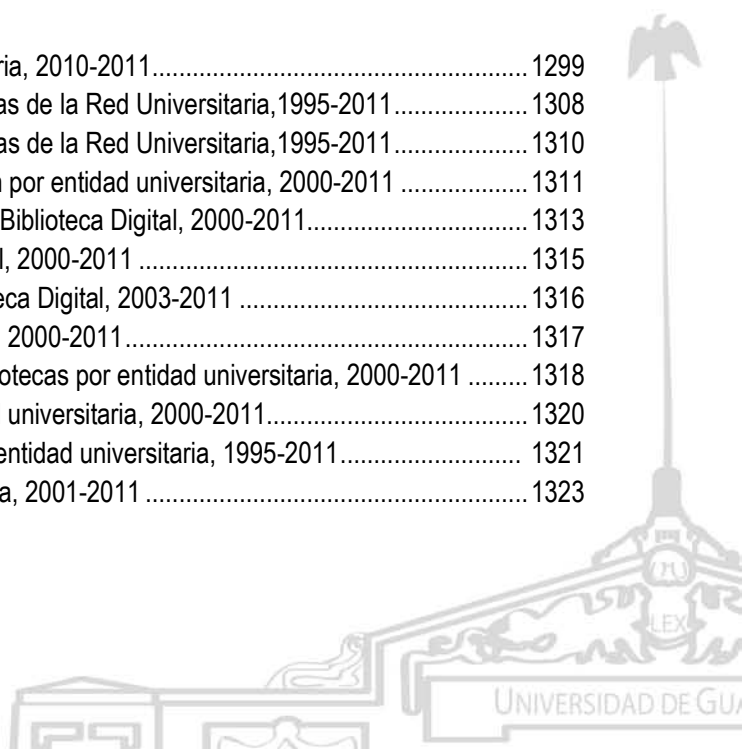 ria, 2010-2011........................................................ 1299
as de la Red Universitaria,1995-2011.................... 1308
as de la Red Universitaria,1995-2011.................... 1310
n por entidad universitaria, 2000-2011 ................... 1311
Biblioteca Digital, 2000-2011................................. 1313
l, 2000-2011 .......................................................... 1315
eca Digital, 2003-2011 ........................................... 1316
, 2000-2011............................................................ 1317
otecas por entidad universitaria, 2000-2011 ......... 1318
l universitaria, 2000-2011....................................... 1320
entidad universitaria, 1995-2011........................... 1321
a, 2001-2011 ......................................................... 1323
LEX
UNIVERSIDAD DE GUA